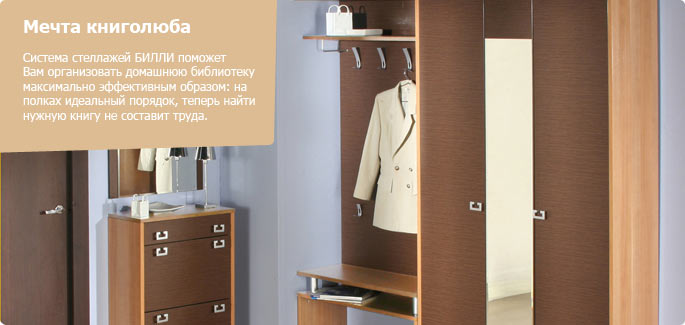 Мечта книголюба
Система стеллажей БИЛЛИ поможет
Вам организовать домашнюю библиотеку
максимально эффективным образом: на
полках идеальный порядок, теперь найти
нужную книгу не составит труда.